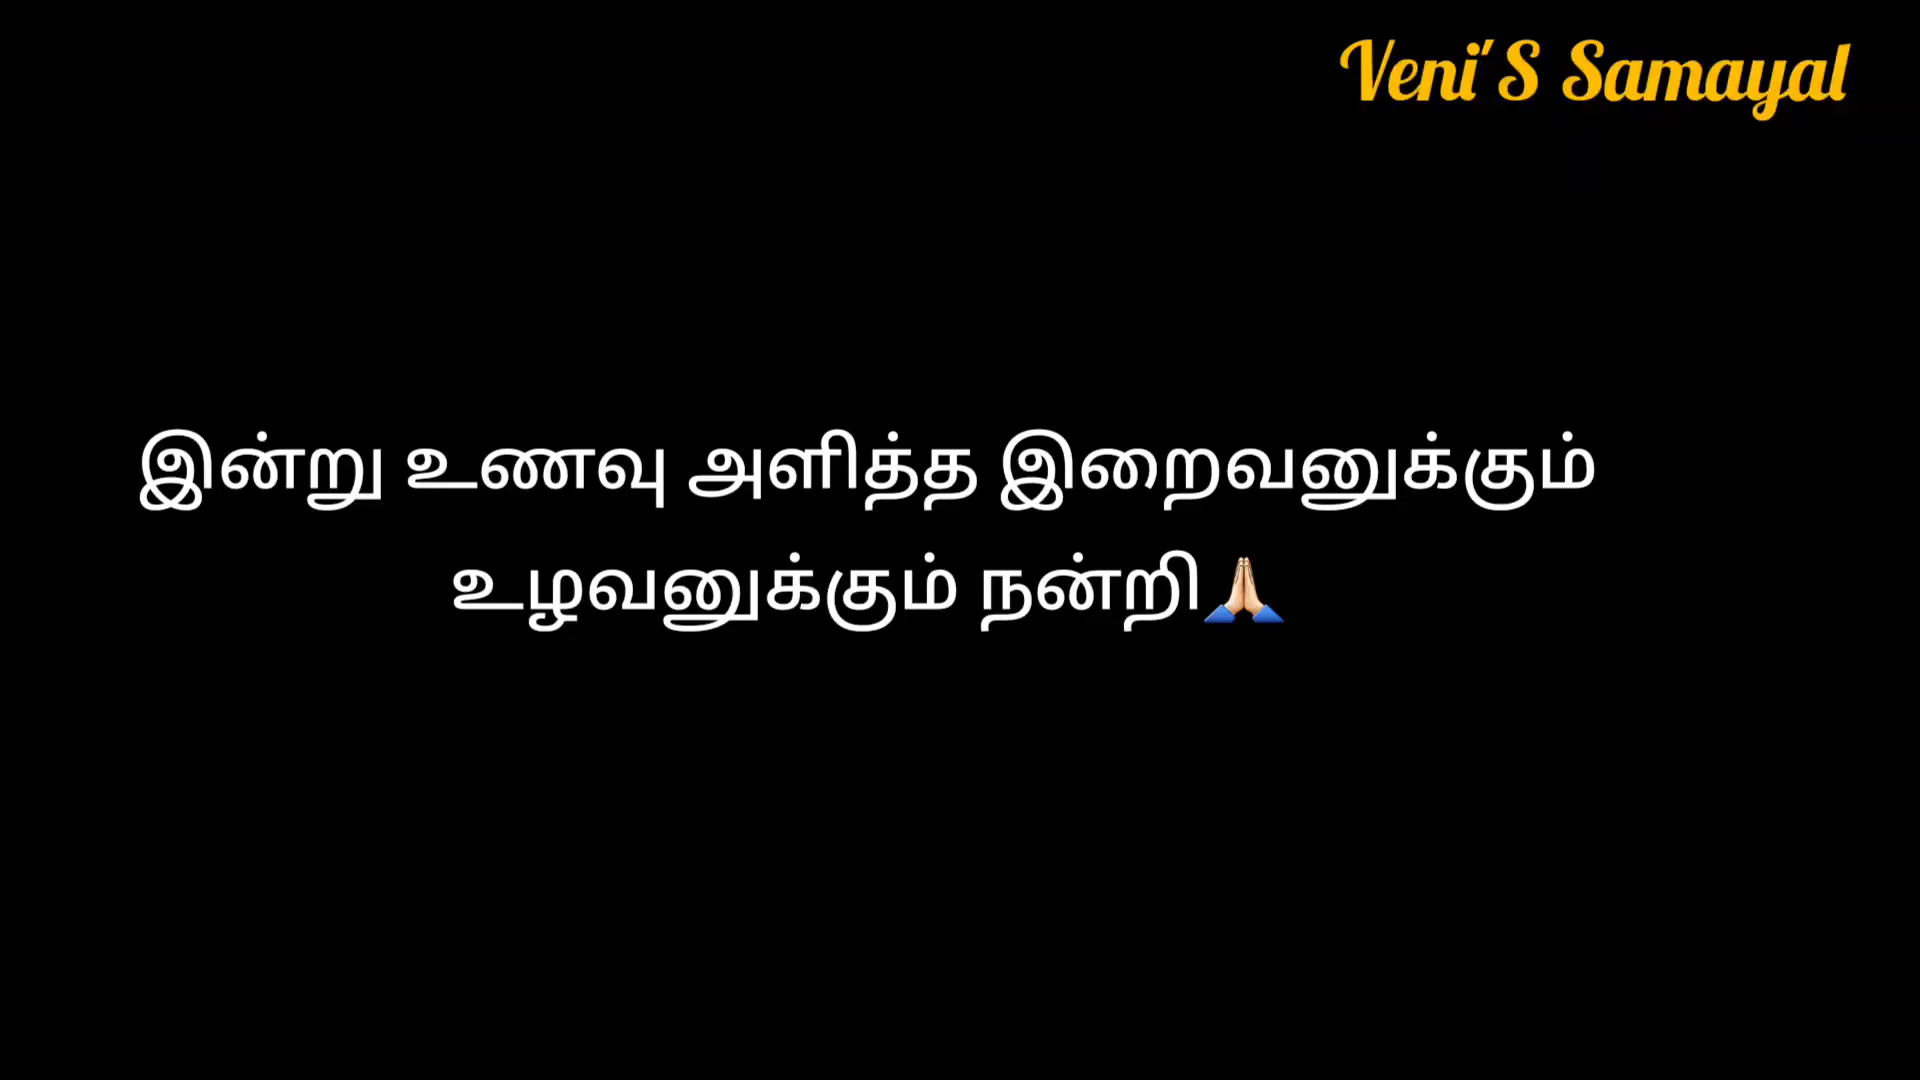 Veni'S Samayal
இன்று உணவு அளித்த இறைவனுக்கும்
உழவனுக்கும் நன்றி🙏🏻